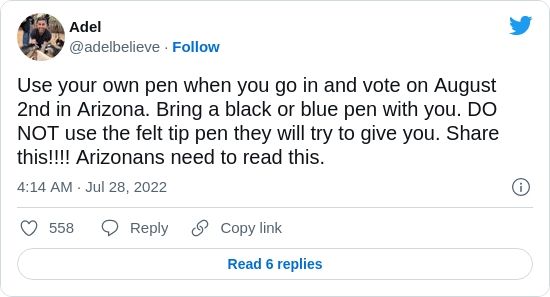 Adel
@adelbelieve · Follow
Use your own pen when you go in and vote on August
2nd in Arizona. Bring a black or blue pen with you. DO
NOT use the felt tip pen they will try to give you. Share
this!!!! Arizonans need to read this.
4:14 AM · Jul 28, 2022
558 Reply Copy link
Read 6 replies